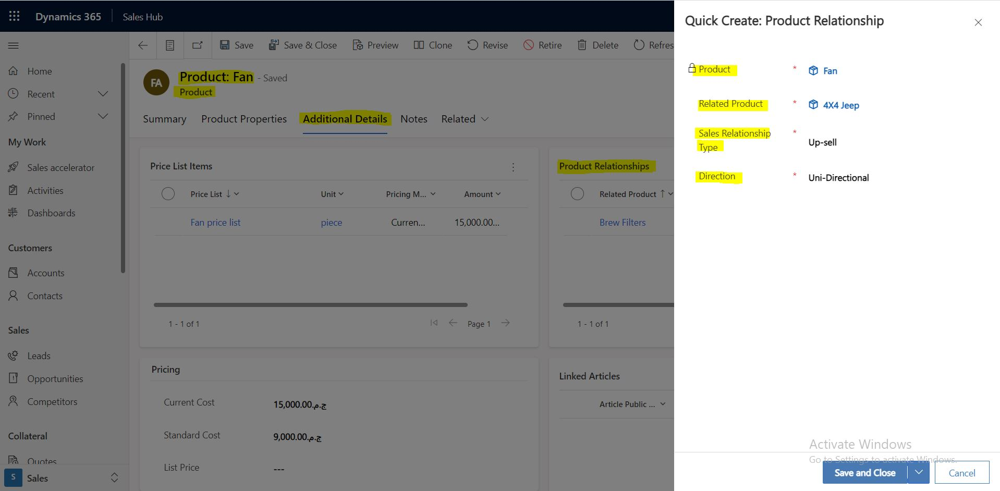 Dynamics 365
Sales Hub
Home
Recent
Pinned
My Work
Sales accelerator
Activities
Dashboards
Customers
Accounts
Contacts
Sales
Leads
Opportunities
Competitors
Collateral
Quotes
S
Sales
Save
Save & Close
Preview
Clone
Revise
Retire
Delete
Refres
FA
Product: Fan - Saved
Product
Summary
Product Properties
Additional Details
Notes
Related
Price List Items
Price List
Unit
Pricing M...
Amount
Fan price list
piece
Curren...
15,000.00...
1 - 1 of 1
Page 1
Product Relationships
Related Product
Brew Filters
1 - 1 of 1
Pricing
Current Cost
ج.م.15,000.00
Standard Cost
ج.م.9,000.00
List Price
---
Linked Articles
Article Public ...
Quick Create: Product Relationship
Product * Fan
Related Product * 4X4 Jeep
Sales Relationship
Type * Up-sell
Direction * Uni-Directional
Activate Windows
Go to Settings to activate Windows.
Save and Close
Cancel